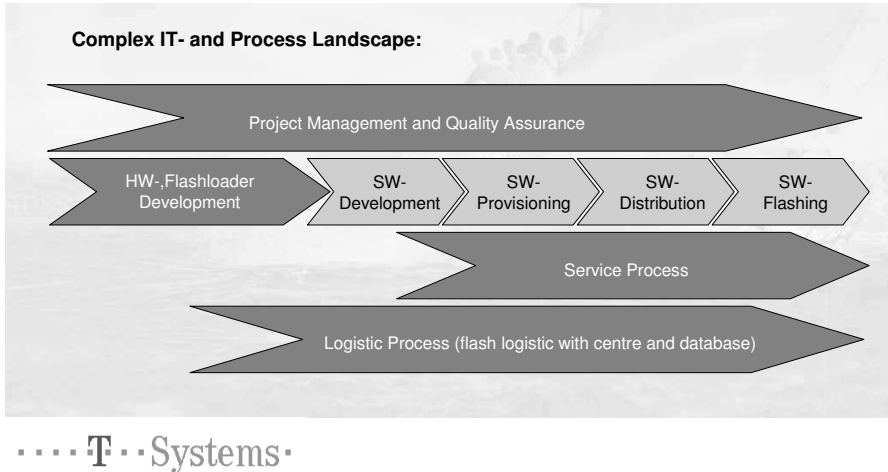 Complex IT- and Process Landscape:
Project Management and Quality Assurance
HW-,Flashloader
Development
SW-
Development
SW-
Provisioning
SW-
Distribution
SW-
Flashing
Service Process
Logistic Process (flash logistic with centre and database)
····T··Systems·